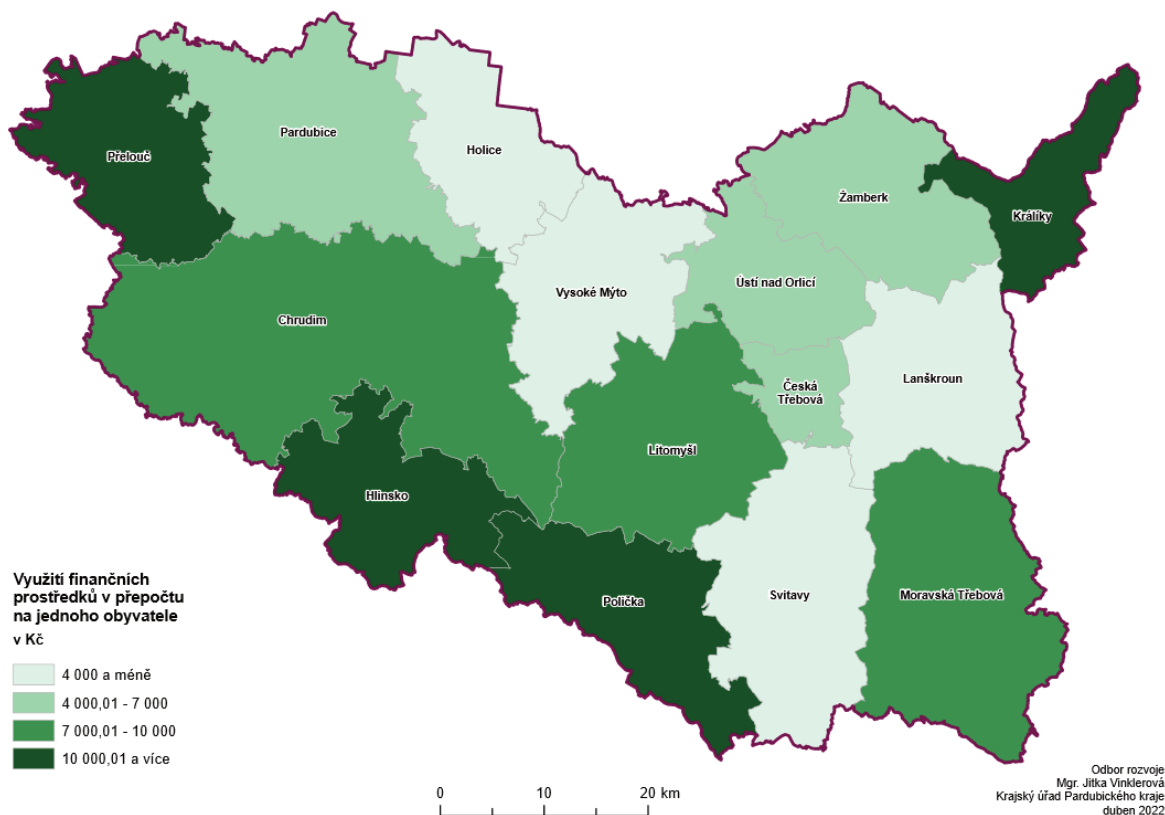 Pardubice
Holice
Přelouč
Žamberk
Králíky
Ústí nad Orlicí
Vysoké Mýto
Chrudim
Lanškroun
Česká
Třebová
Litomyšl
Hlinsko
Svitavy
Moravská Třebová
Polička
Využití finančních
prostředků v přepočtu
na jednoho obyvatele
v Kč
4 000 a méně
4 000,01 - 7 000
7 000,01 - 10 000
10 000,01 a více
0 10 20 km
Odbor rozvoje
Mgr. Jitka Vinklerová
Krajský úřad Pardubického kraje
duben 2022